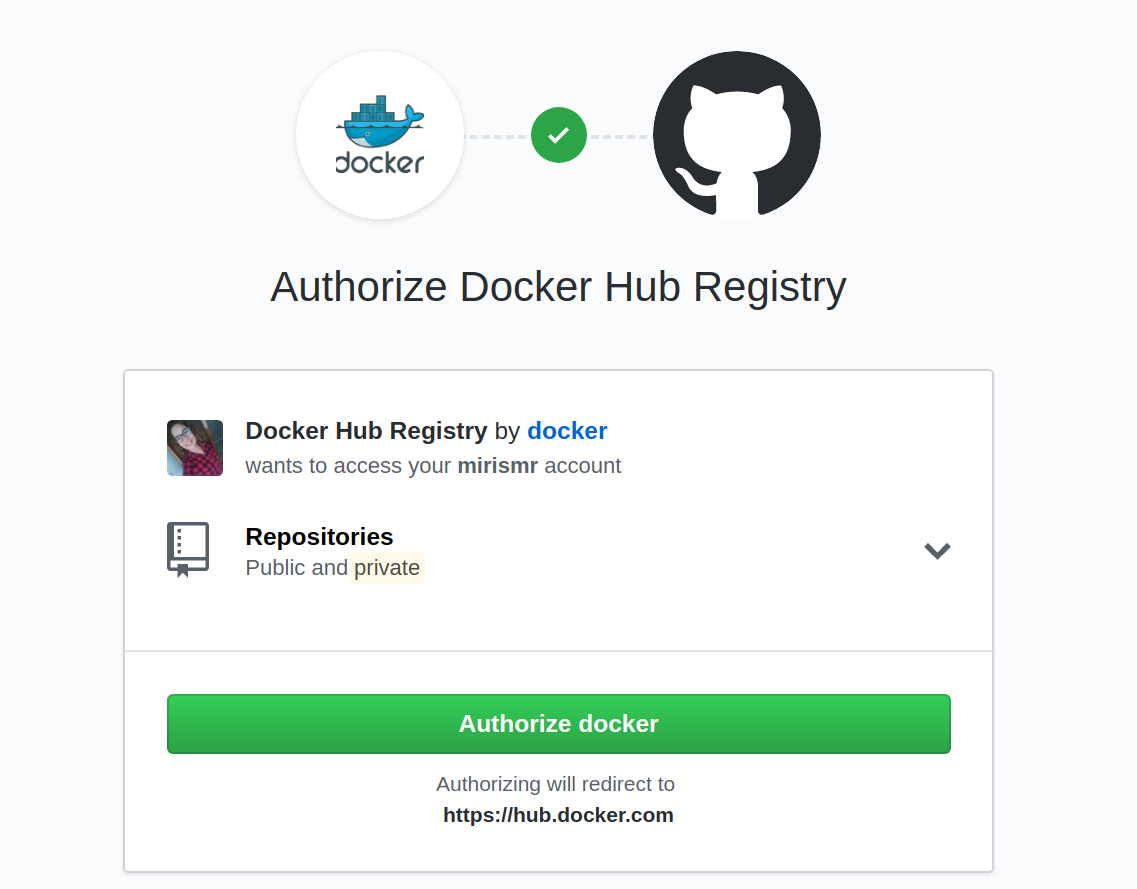 docker
Authorize Docker Hub Registry
Docker Hub Registry by docker
wants to access your mirismr account
Repositories
Public and private
Authorize docker
Authorizing will redirect to
https://hub.docker.com